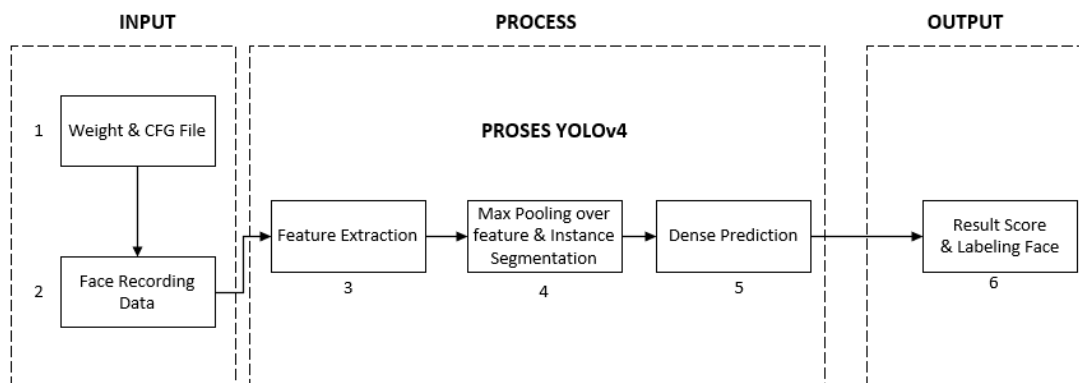 INPUT
PROCESS
OUTPUT
1
Weight & CFG File
PROSES YOLOv4
2
Face Recording
Data
Feature Extraction
3
Max Pooling over
feature & Instance
Segmentation
4
Dense Prediction
5
Result Score
& Labeling Face
6